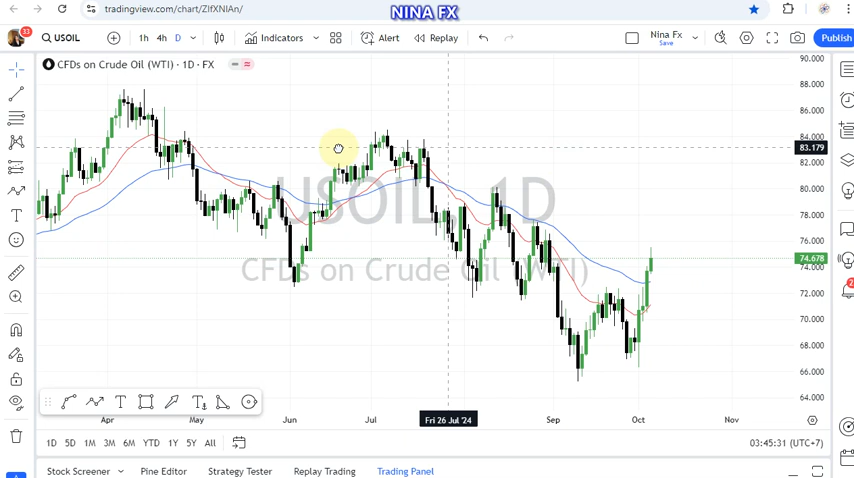 NINA FX
tradingview.com/chart/ZIfXNIAn/
33
USOIL
1h 4h D
Indicators
Alert
Replay
Nina Fx
Save
Publish
CFDs on Crude Oil (WTI) · 1D · FX
USOIL, 1D
CFDs on Crude Oil (WTI)
90.000
88.000
86.000
84.000
83.179
82.000
80.000
78.000
76.000
74.678
74.000
72.000
70.000
68.000
66.000
64.000
Apr May Jun Jul Fri 26 Jul '24 Sep Oct Nov
1D 5D 1M 3M 6M YTD 1Y 5Y All
03:45:31 (UTC+7)
Stock Screener Pine Editor Strategy Tester Replay Trading Trading Panel